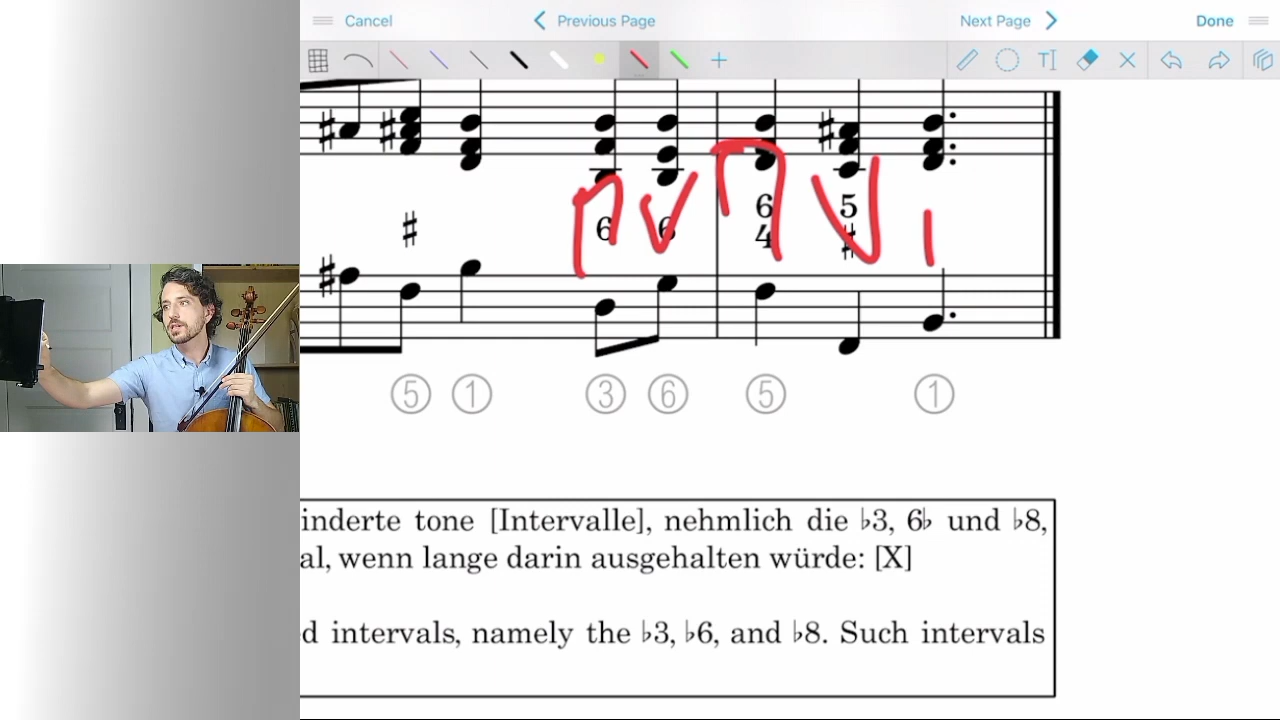 Cancel Previous Page Next Page Done
T
6 6 6 5
4 ♯
♯
⑤ ① ③ ⑥ ⑤ ①
inderte tone [Intervalle], nehmlich die ♭3, 6♭ und ♭8,
al, wenn lange darin ausgehalten würde: [X]
d intervals, namely the ♭3, ♭6, and ♭8. Such intervals